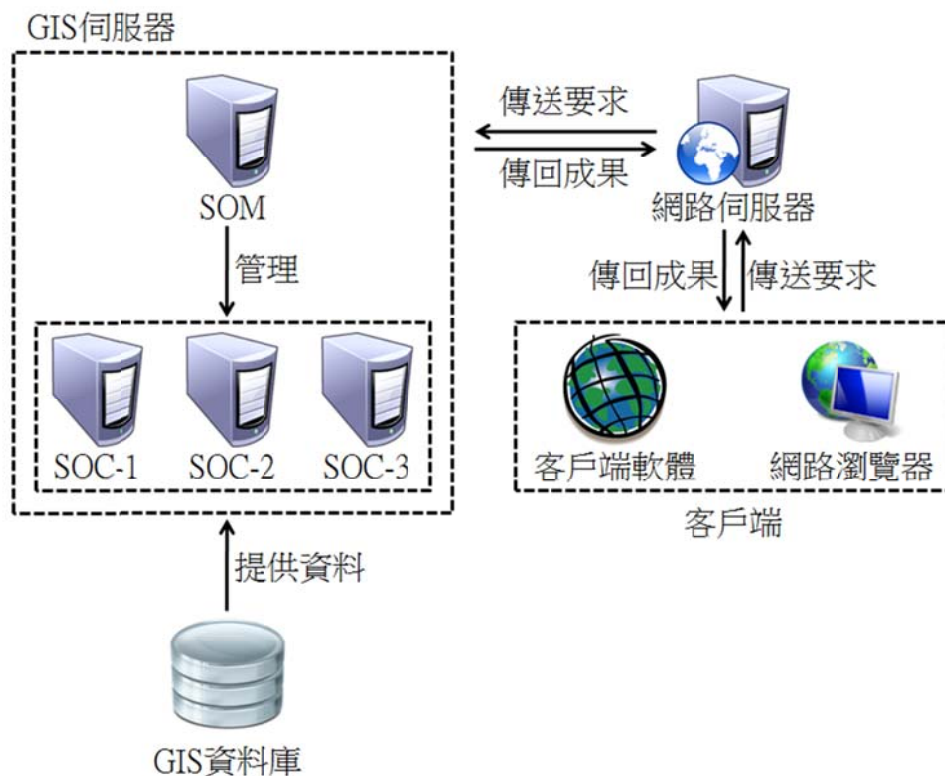 GIS伺服器
SOM
管理
SOC-1
SOC-2
SOC-3
提供資料
GIS資料庫
傳送要求
傳回成果
網路伺服器
傳回成果
傳送要求
客戶端軟體
網路瀏覽器
客戶端